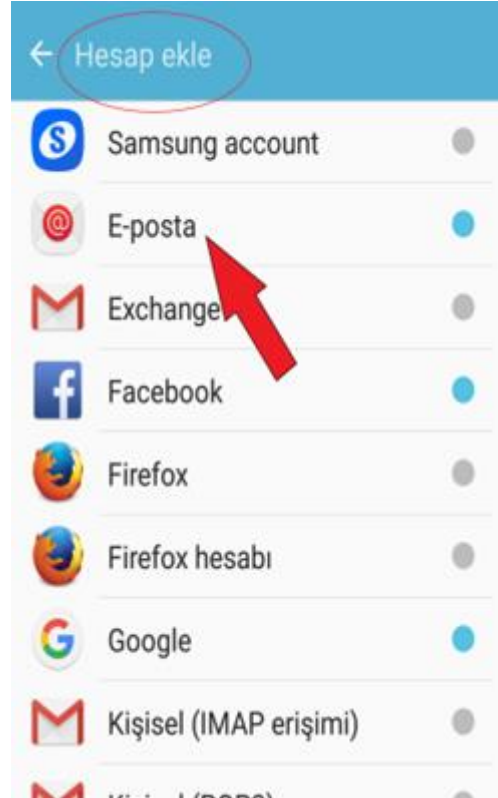 Hesap ekle
Samsung account
E-posta
Exchange
Facebook
Firefox
Firefox hesabı
Google
Kişisel (IMAP erişimi)